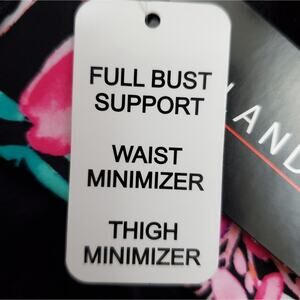 FULL BUST
SUPPORT
WAIST
MINIMIZER
THIGH
MINIMIZER